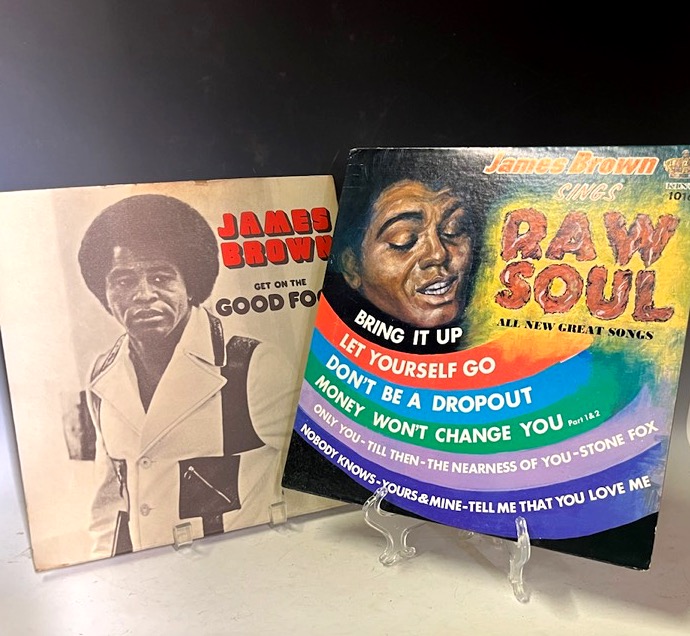 JAMES
BROWN
GET ON THE
GOOD
James Brown
SINGS
RAW
SOUL
ALL NEW GREAT SONGS
BRING IT UP
LET YOURSELF GO
DON'T BE A DROPOUT
MONEY WON'T CHANGE YOU Part 1 & 2
ONLY YOU-TILL THEN-THE NEARNESS OF YOU-STONE FOX
NOBODY KNOWS-YOURS & MINE-TELL ME THAT YOU LOVE ME